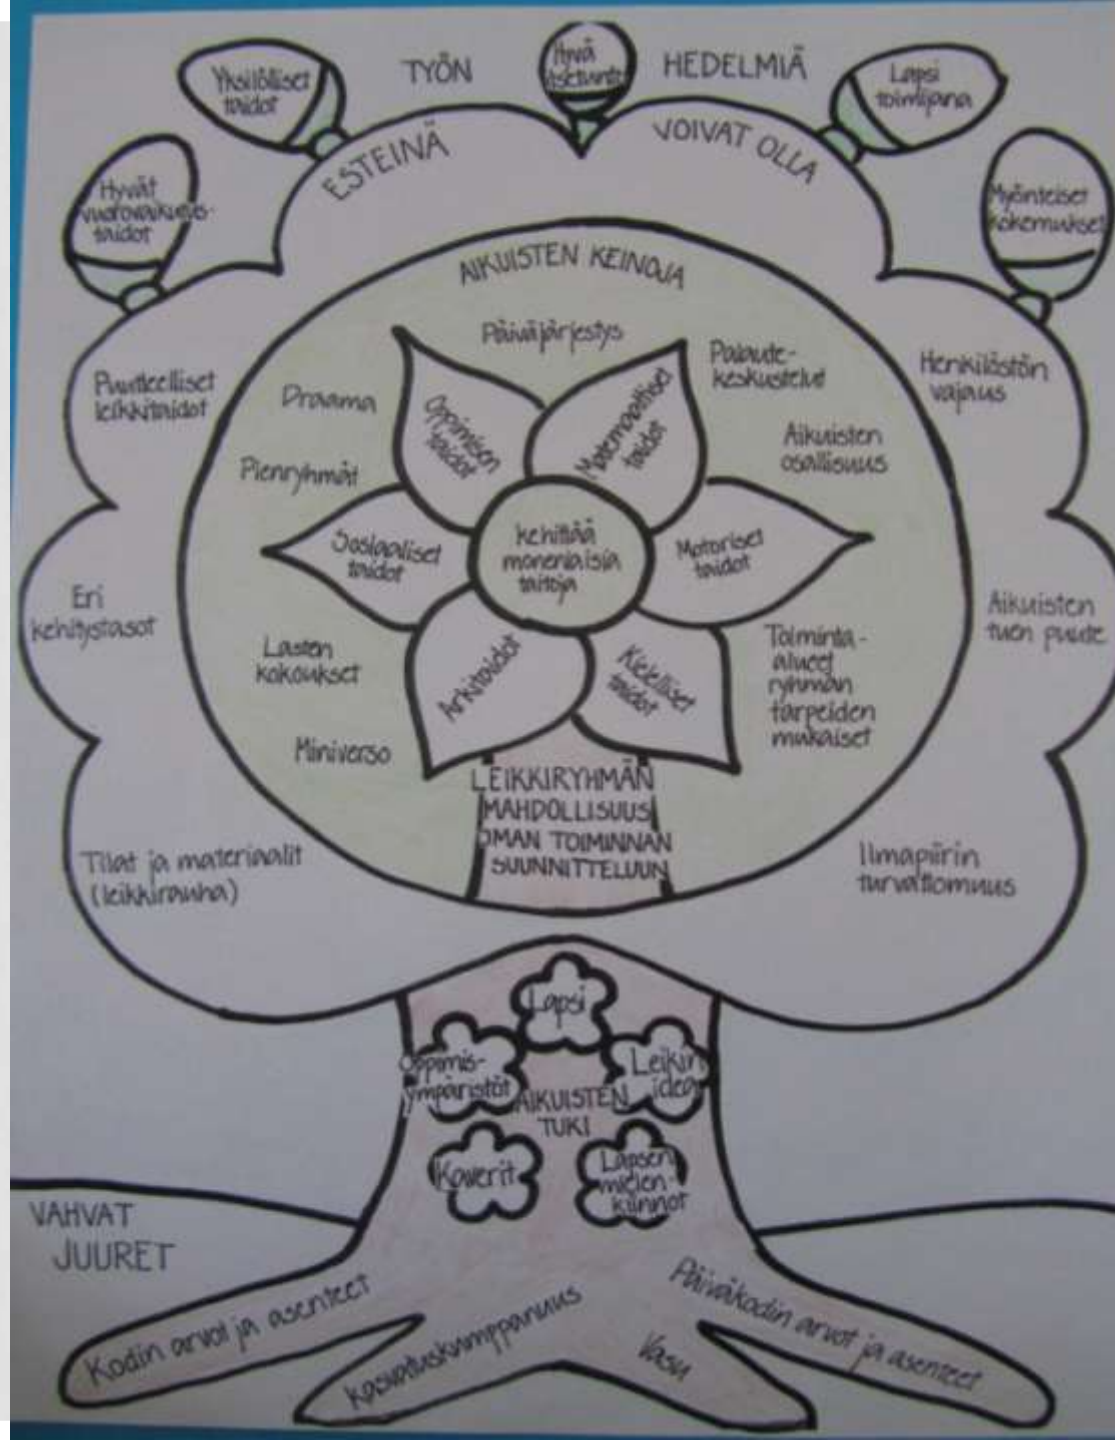 TYÖN
HEDELMIÄ
Hyvät
vuorovaikutus-
taidot
Yksilölliset
taidot
Hyvä
itsetunto
Lapsi
toimijana
Myönteiset
kokemukset
ESTEINÄ
VOIVAT OLLA
Puutteelliset
leikkitaidot
Eri
kehitystasot
Tilat ja materiaalit
(leikkirauha)
Henkilöstön
vajaus
Aikuisten
tuen puute
Ilmapiirin
turvattomuus
AIKUISTEN KEINOJA
Päiväjärjestys
Draama
Pienryhmät
Lasten
kokoukset
Miniverso
Palaute-
keskustelut
Aikuisten
osallisuus
Toiminta-
alueet
ryhmän
tarpeiden
mukaiset
Oppimisen
taidot
Matemaattiset
taidot
Sosiaaliset
taidot
kehittää
monenlaisia
taitoja
Motoriset
taidot
Arkitaidot
Kielelliset
taidot
LEIKKIRYHMÄN
MAHDOLLISUUS
OMAN TOIMINNAN
SUUNNITTELUUN
Lapsi
Oppimis-
ympäristöt
Leikin
idea
AIKUISTEN
TUKI
Kaverit
Lapsen
mielen-
kiinnot
VAHVAT
JUURET
Kodin arvot ja asenteet
Kasvatuskumppanuus
Vasu
Päiväkodin arvot ja asenteet